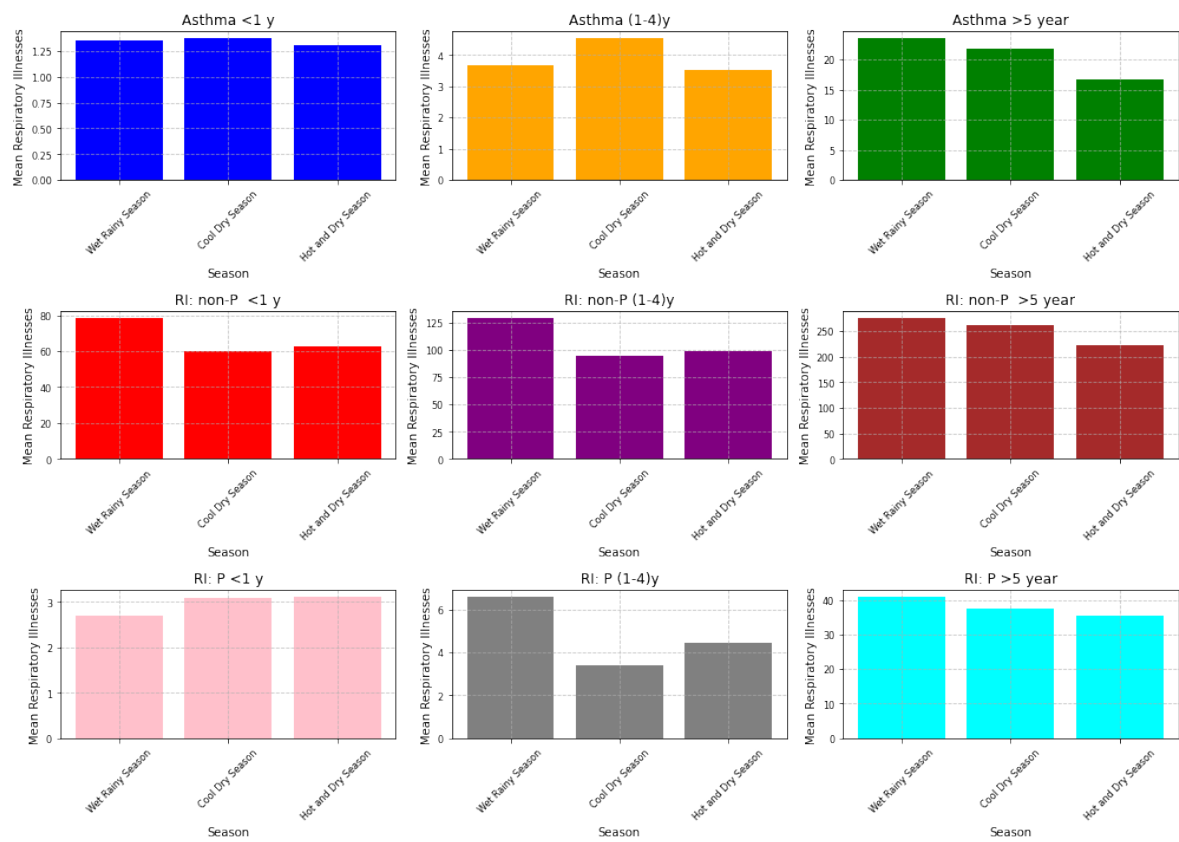 Asthma <1 y
Mean Respiratory Illnesses
1.25
1.00
0.75
0.50
0.25
0.00
Wet Rainy Season
Cool Dry Season
Hot and Dry Season
Season
Asthma (1-4)y
Mean Respiratory Illnesses
4
3
2
1
0
Wet Rainy Season
Cool Dry Season
Hot and Dry Season
Season
Asthma >5 year
Mean Respiratory Illnesses
20
15
10
5
0
Wet Rainy Season
Cool Dry Season
Hot and Dry Season
Season
RI: non-P  <1 y
Mean Respiratory Illnesses
80
60
40
20
0
Wet Rainy Season
Cool Dry Season
Hot and Dry Season
Season
RI: non-P (1-4)y
Mean Respiratory Illnesses
125
100
75
50
25
0
Wet Rainy Season
Cool Dry Season
Hot and Dry Season
Season
RI: non-P  >5 year
Mean Respiratory Illnesses
250
200
150
100
50
0
Wet Rainy Season
Cool Dry Season
Hot and Dry Season
Season
RI: P <1 y
Mean Respiratory Illnesses
3
2
1
0
Wet Rainy Season
Cool Dry Season
Hot and Dry Season
Season
RI: P (1-4)y
Mean Respiratory Illnesses
6
4
2
0
Wet Rainy Season
Cool Dry Season
Hot and Dry Season
Season
RI: P >5 year
Mean Respiratory Illnesses
40
30
20
10
0
Wet Rainy Season
Cool Dry Season
Hot and Dry Season
Season